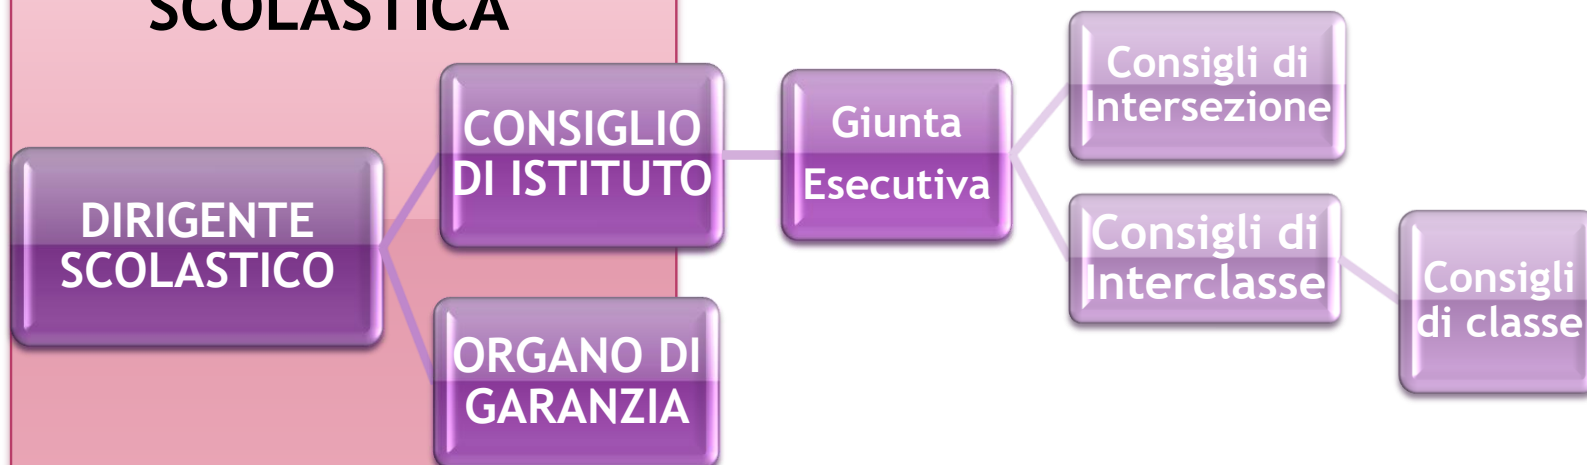 SCOLASTICA
DIRIGENTE
SCOLASTICO
CONSIGLIO
DI ISTITUTO
ORGANO DI
GARANZIA
Giunta
Esecutiva
Consigli di
Intersezione
Consigli di
Interclasse
Consigli
di classe